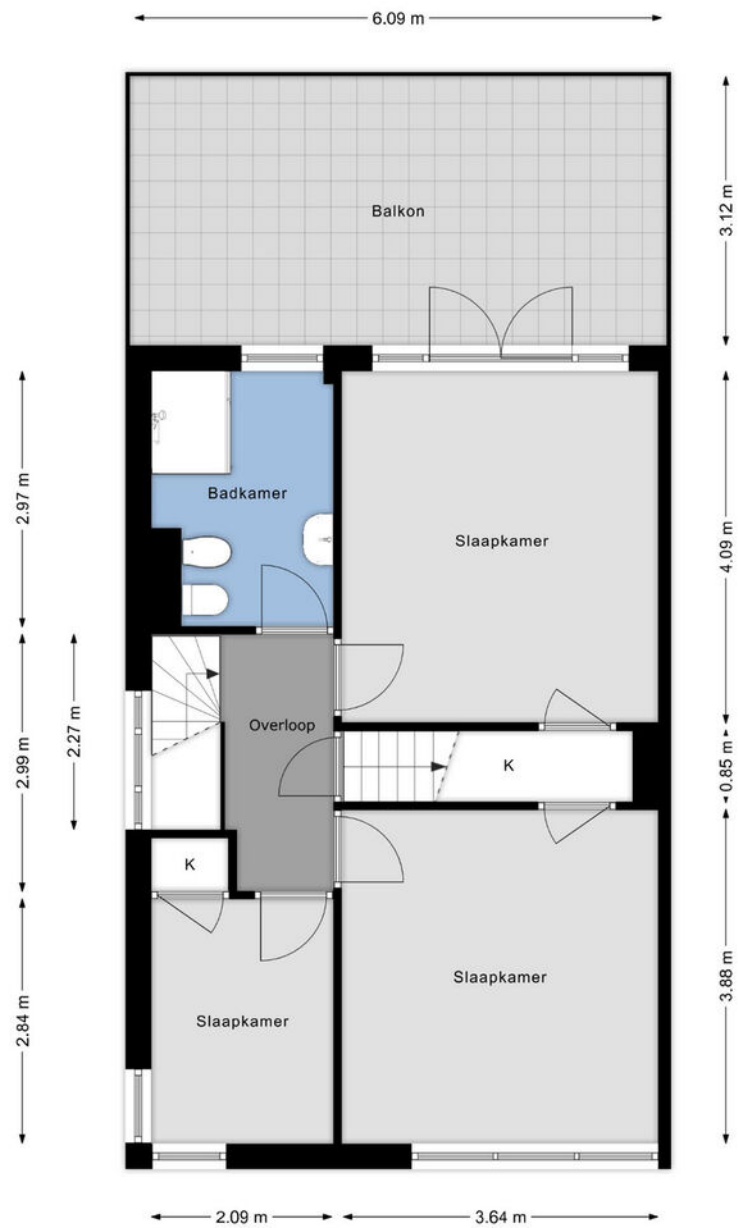 6.09 m
Balkon
3.12 m
2.97 m
Badkamer
Slaapkamer
4.09 m
2.99 m
2.27 m
Overloop
K
0.85 m
K
Slaapkamer
3.88 m
2.84 m
Slaapkamer
2.09 m
3.64 m